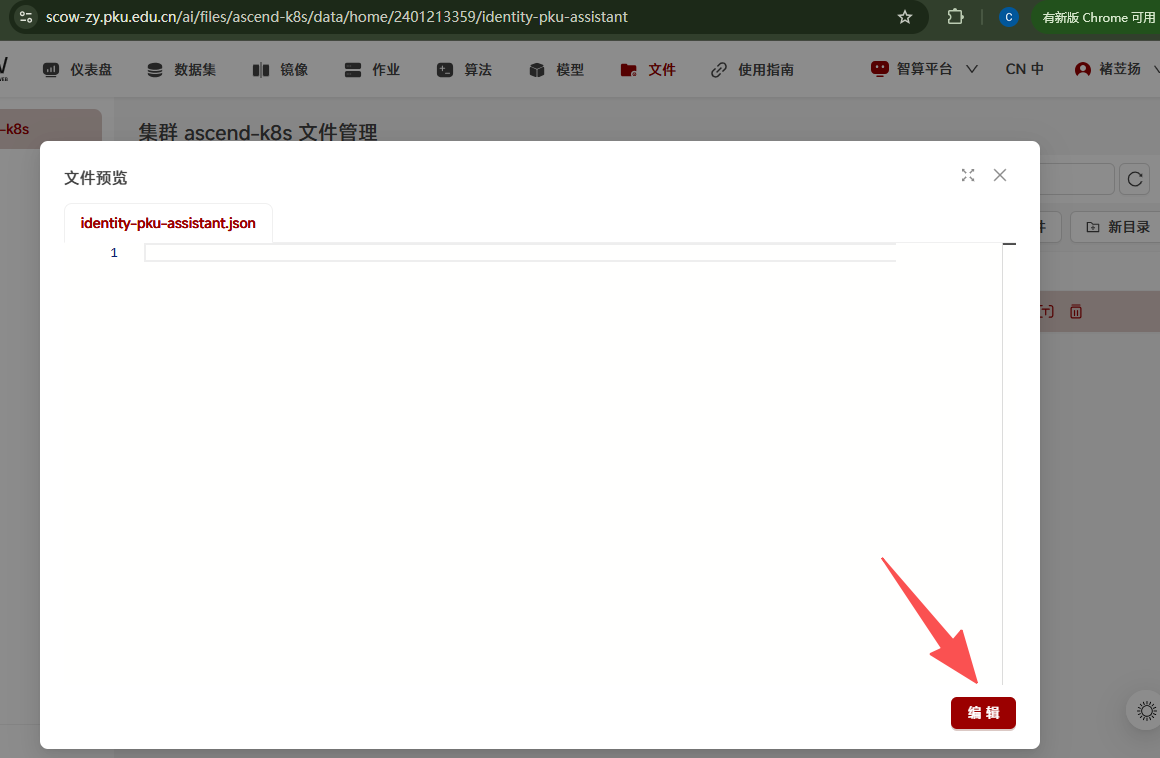 scow-zy.pku.edu.cn/ai/files/ascend-k8s/data/home/2401213359/identity-pku-assistant
C
有新版 Chrome 可用
仪表盘 数据集 镜像 作业 算法 模型 文件 使用指南 智算平台 CN 中 褚苙扬
-k8s
集群 ascend-k8s 文件管理
文件预览
identity-pku-assistant.json
新目录
1
编 辑